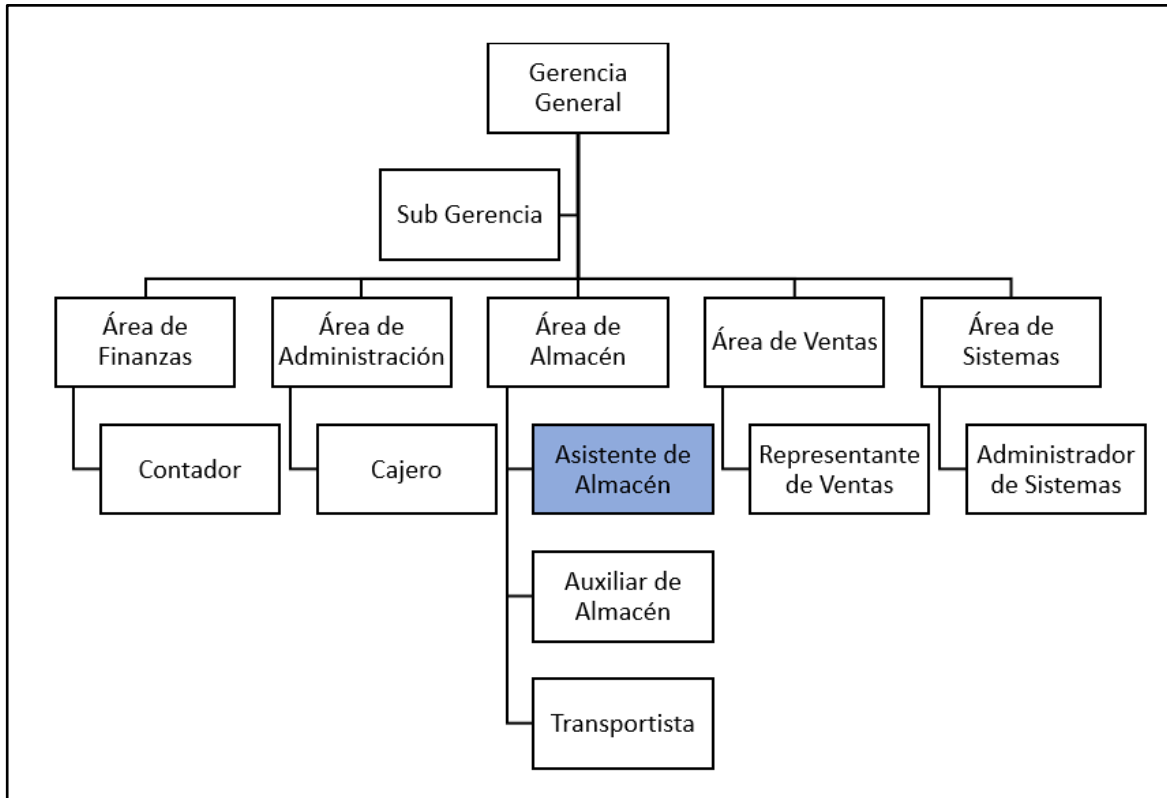 Gerencia
General
Sub Gerencia
Área de
Finanzas
Área de
Administración
Área de
Almacén
Área de Ventas
Área de
Sistemas
Contador
Cajero
Asistente de
Almacén
Representante
de Ventas
Administrador
de Sistemas
Auxiliar de
Almacén
Transportista